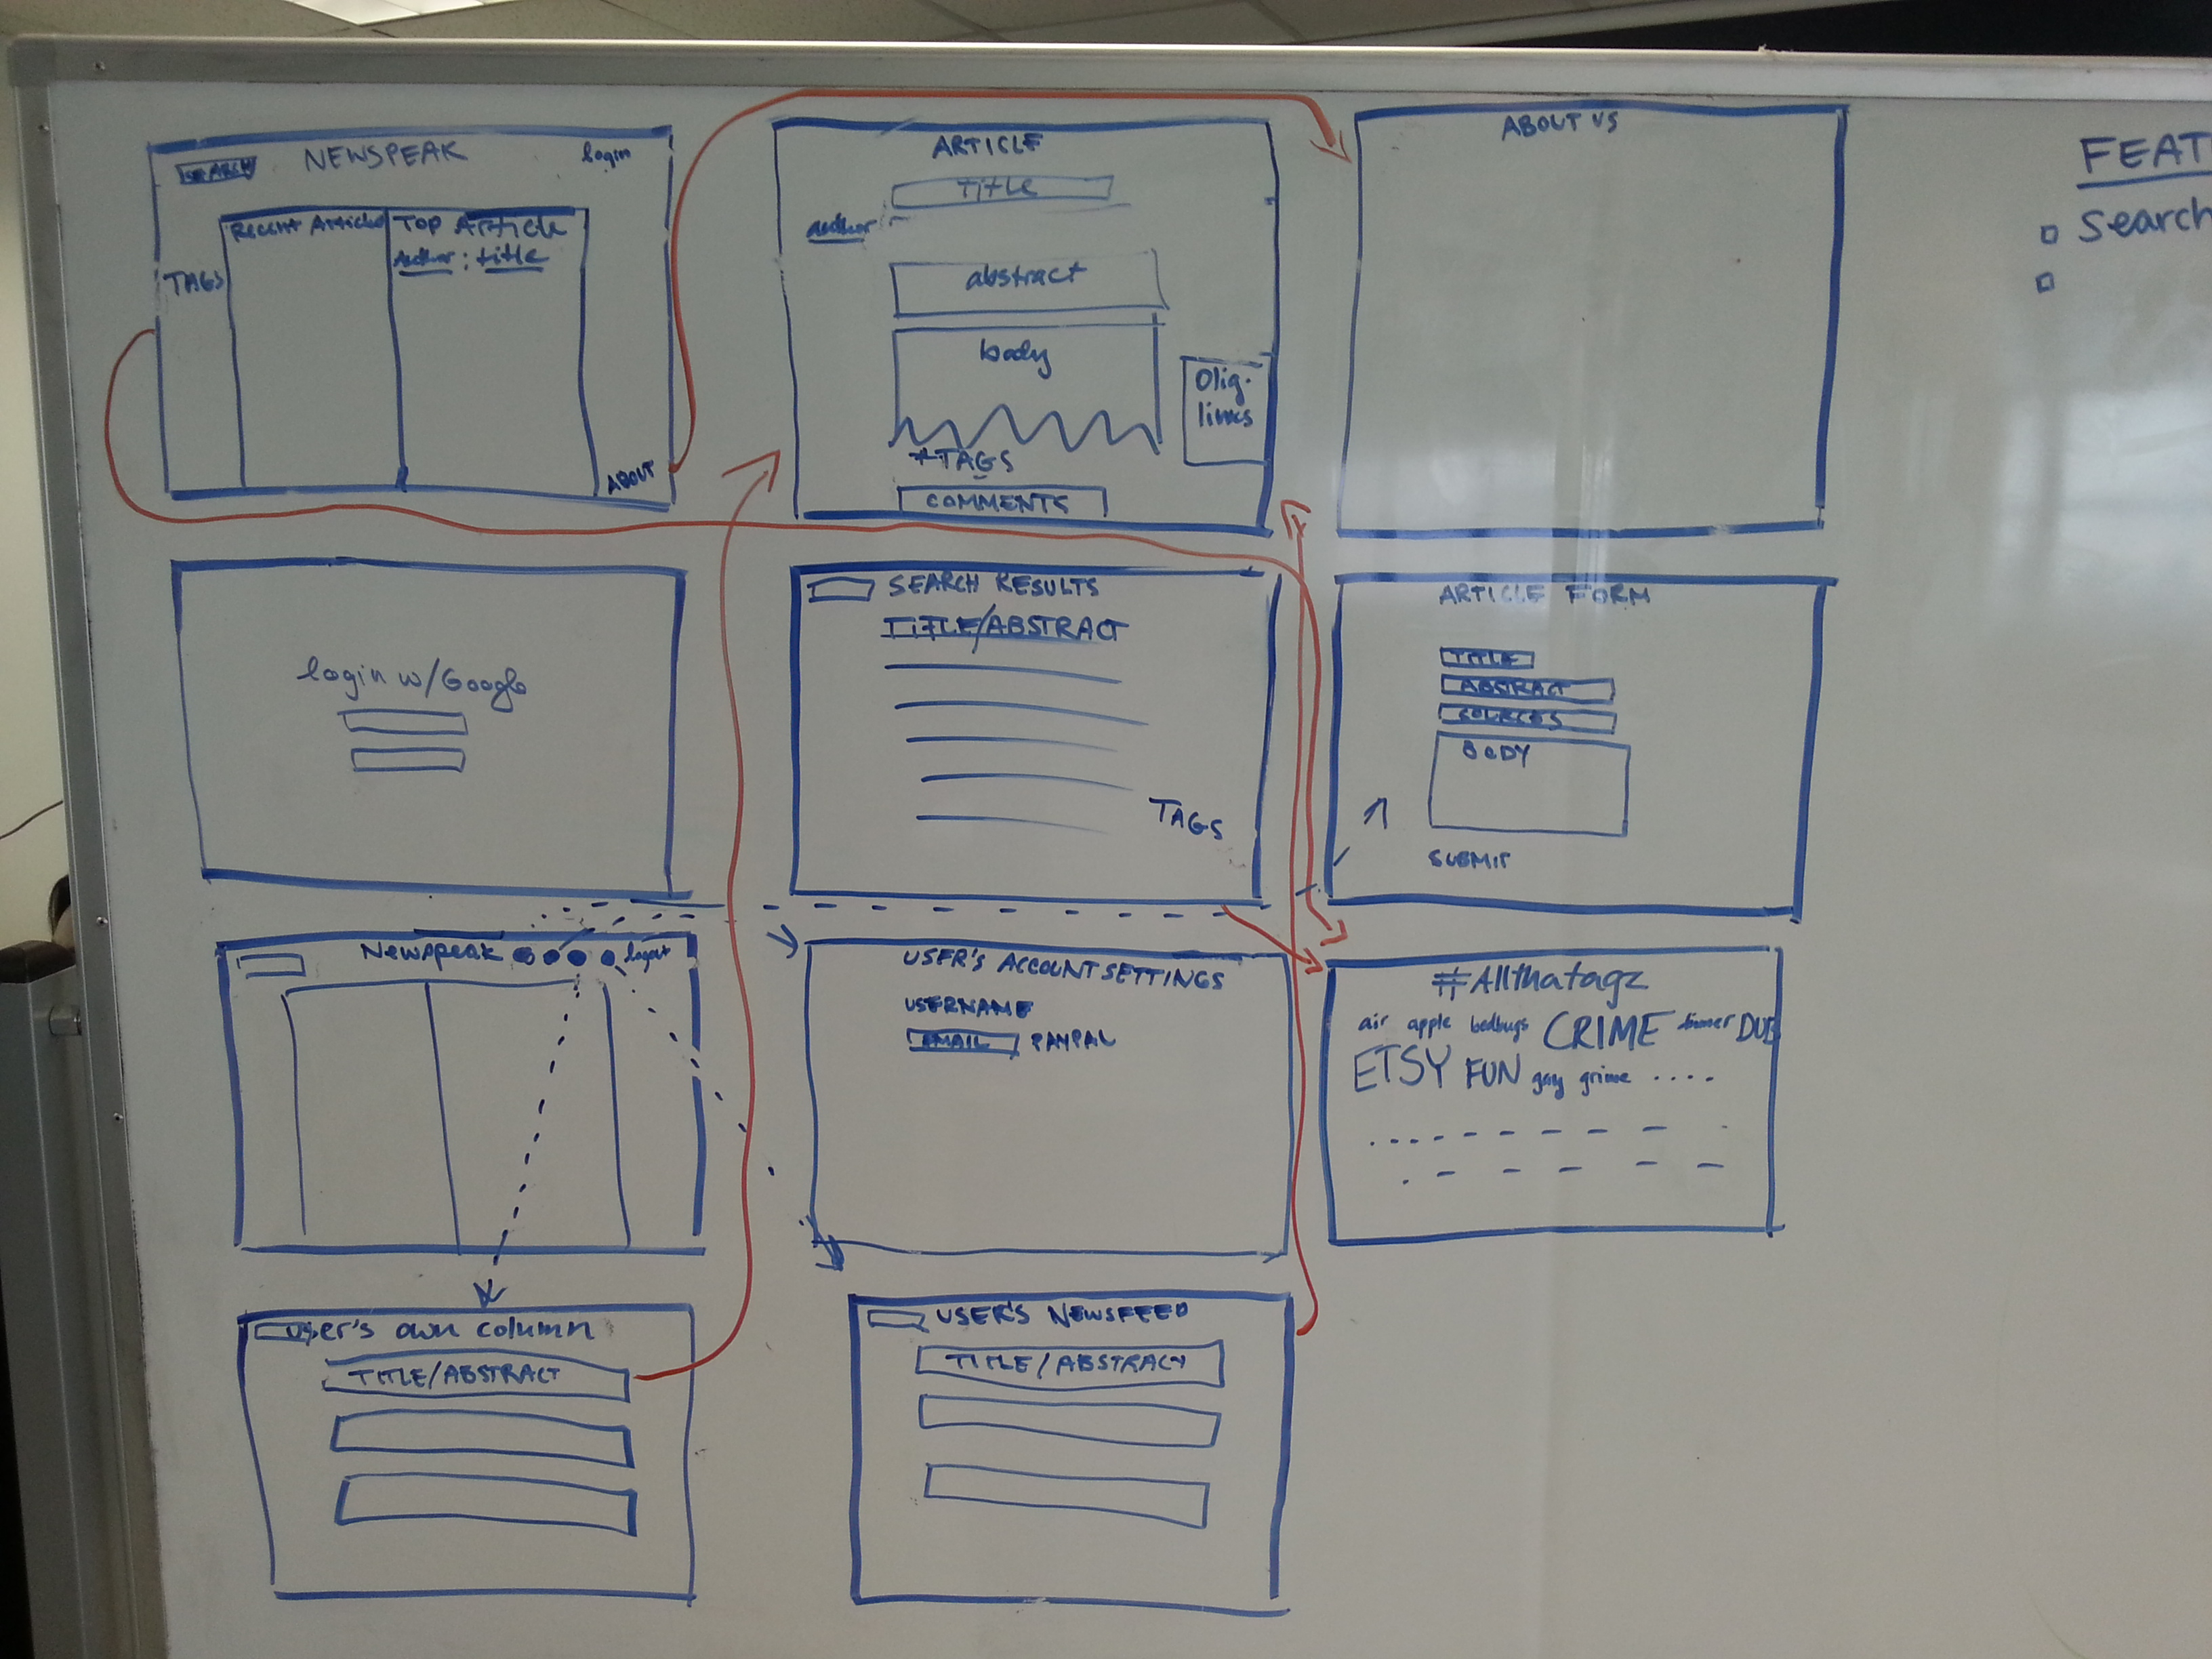 SEARCH NEWSPEAK login
Recent Article
Top Article
Author : title
TAGS
ABOUT
ARTICLE
title
author
abstract
body
Olig.
links
*TAGS
COMMENTS
ABOUT US
FEAT
Search
login w/Google
SEARCH RESULTS
TITLE/ABSTRACT
TAGS
ARTICLE FORM
TITLE
ABSTRACT
SOURCES
BODY
SUBMIT
Newspeak logout
USER'S ACCOUNT SETTINGS
USERNAME
EMAIL PAYPAL
#Allthatagz
air apple bedbugs CRIME DUB
ETSY FUN gay grime ....
User's own column
TITLE/ABSTRACT
USER'S NEWSFEED
TITLE/ABSTRACT